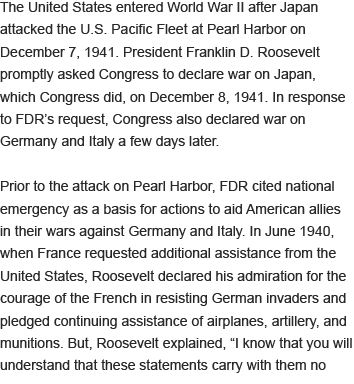 The United States entered World War II after Japan
attacked the U.S. Pacific Fleet at Pearl Harbor on
December 7, 1941. President Franklin D. Roosevelt
promptly asked Congress to declare war on Japan,
which Congress did, on December 8, 1941. In response
to FDR’s request, Congress also declared war on
Germany and Italy a few days later.

Prior to the attack on Pearl Harbor, FDR cited national
emergency as a basis for actions to aid American allies
in their wars against Germany and Italy. In June 1940,
when France requested additional assistance from the
United States, Roosevelt declared his admiration for the
courage of the French in resisting German invaders and
pledged continuing assistance of airplanes, artillery, and
munitions. But, Roosevelt explained, “I know that you will
understand that these statements carry with them no